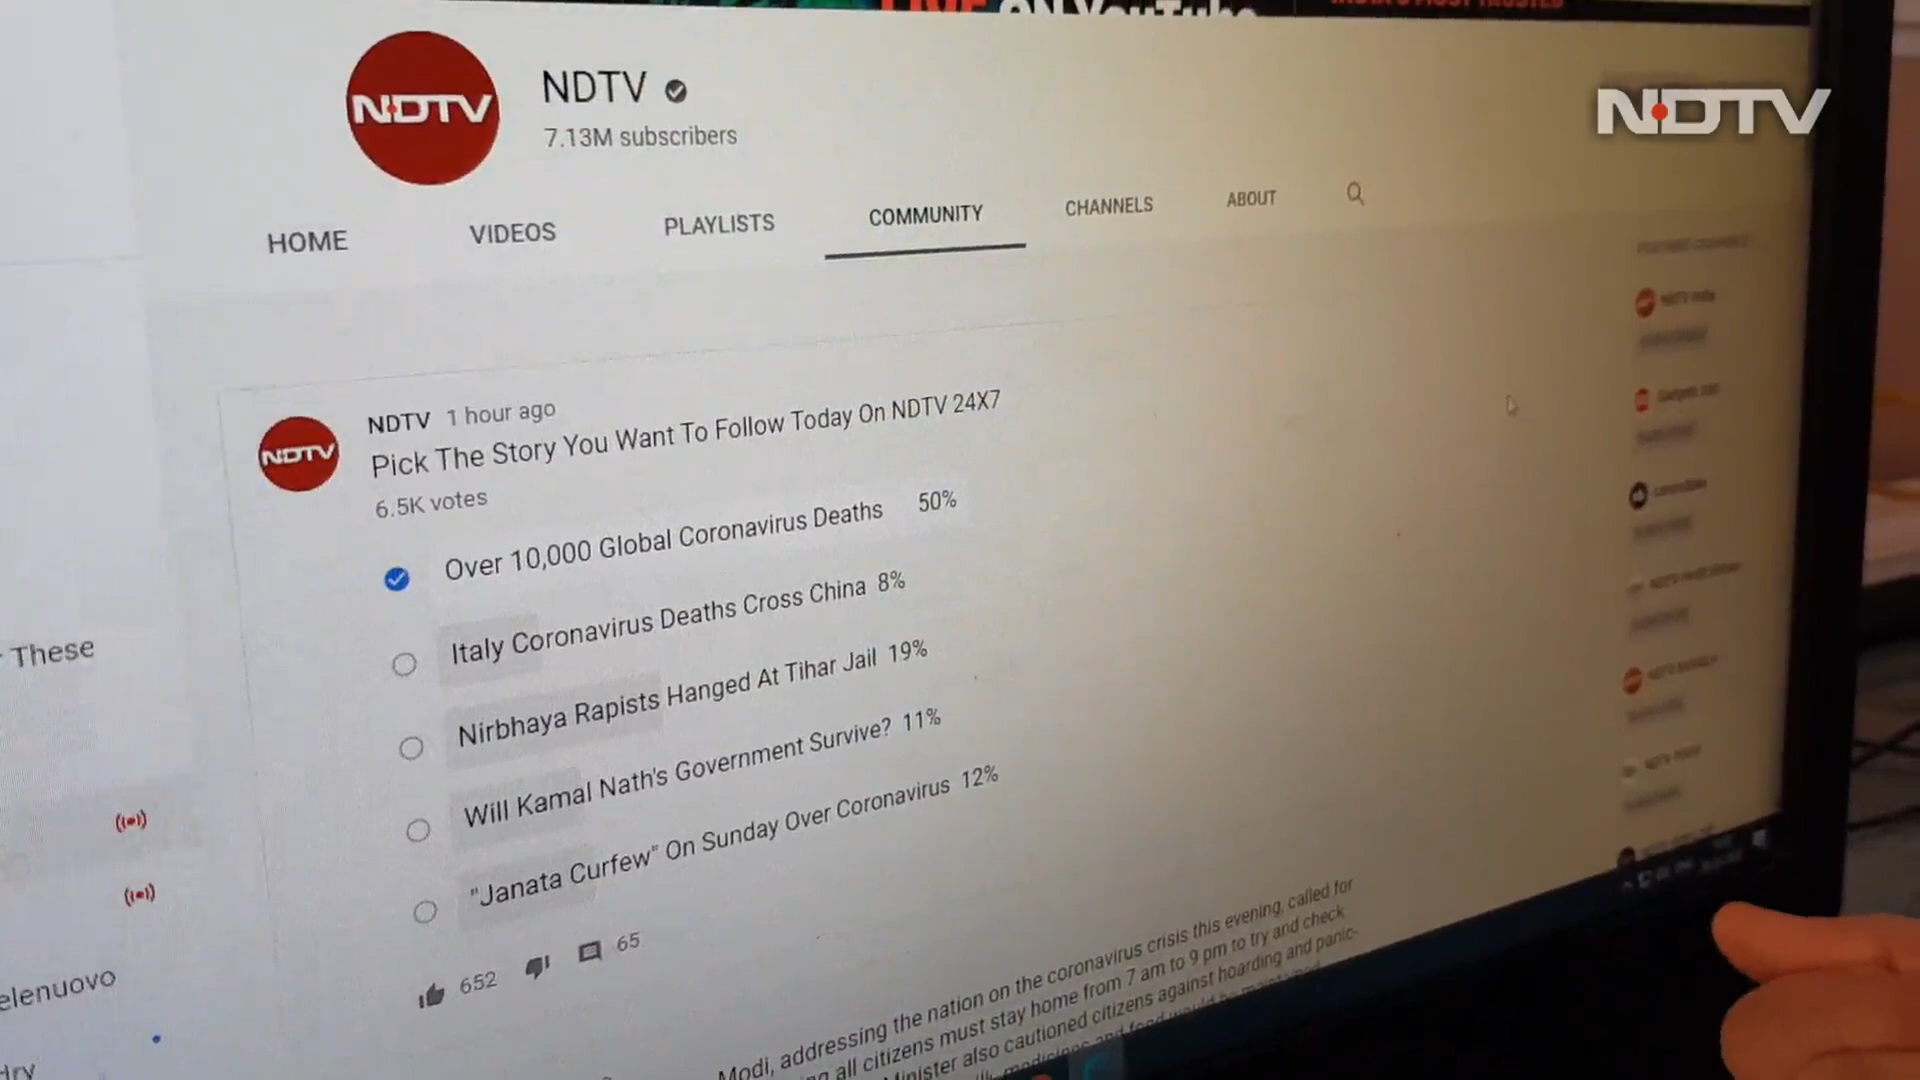 LIVE ON YouTube
NDTV
NDTV
7.13M subscribers
NDTV
HOME
VIDEOS
PLAYLISTS
COMMUNITY
CHANNELS
ABOUT
NDTV
NDTV 1 hour ago
Pick The Story You Want To Follow Today On NDTV 24X7
6.5K votes
Over 10,000 Global Coronavirus Deaths 50%
Italy Coronavirus Deaths Cross China 8%
Nirbhaya Rapists Hanged At Tihar Jail 19%
Will Kamal Nath's Government Survive? 11%
"Janata Curfew" On Sunday Over Coronavirus 12%
652
65
These
elenuovo
Modi, addressing the nation on the coronavirus crisis this evening, called for
all citizens must stay home from 7 am to 9 pm to try and check
Minister also cautioned citizens against hoarding and panic-